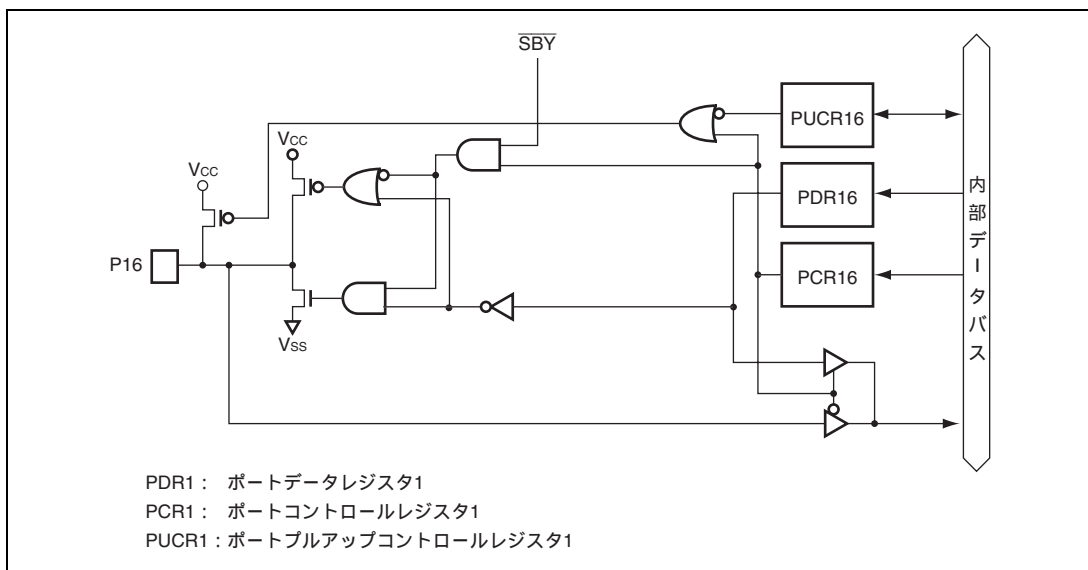 SBY
PUCR16
VCC
VCC
PDR16
P16
PCR16
VSS
内部データバス
PDR1： ポートデータレジスタ1
PCR1： ポートコントロールレジスタ1
PUCR1：ポートプルアップコントロールレジスタ1